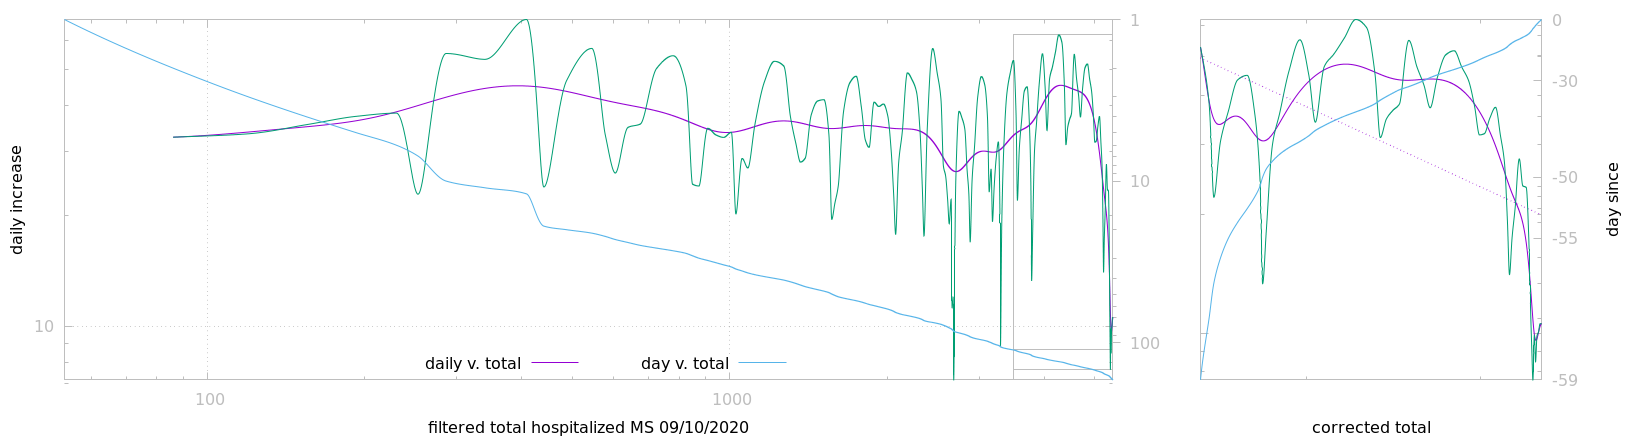 1
0
-30
10
-50
daily increase
day since
-55
10
100
daily v. total
day v. total
-59
100
1000
filtered total hospitalized MS 09/10/2020
corrected total